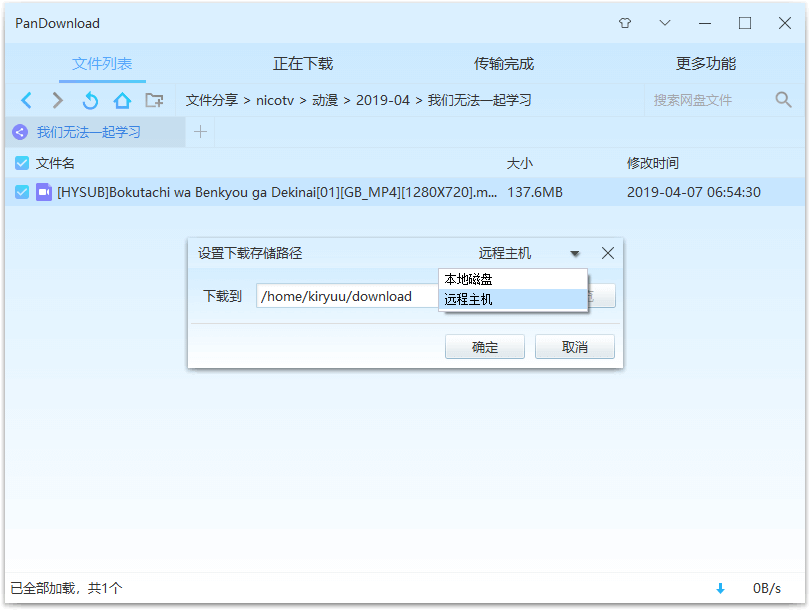 PanDownload
文件列表 正在下载 传输完成 更多功能
文件分享 > nicotv > 动漫 > 2019-04 > 我们无法一起学习 搜索网盘文件
我们无法一起学习
文件名 大小 修改时间
[HYSUB]Bokutachi wa Benkyou ga Dekinai[01][GB_MP4][1280X720].m... 137.6MB 2019-04-07 06:54:30
设置下载存储路径 远程主机
本地磁盘
下载到 /home/kiryuu/download 远程主机
确定 取消
已全部加载，共1个 0B/s